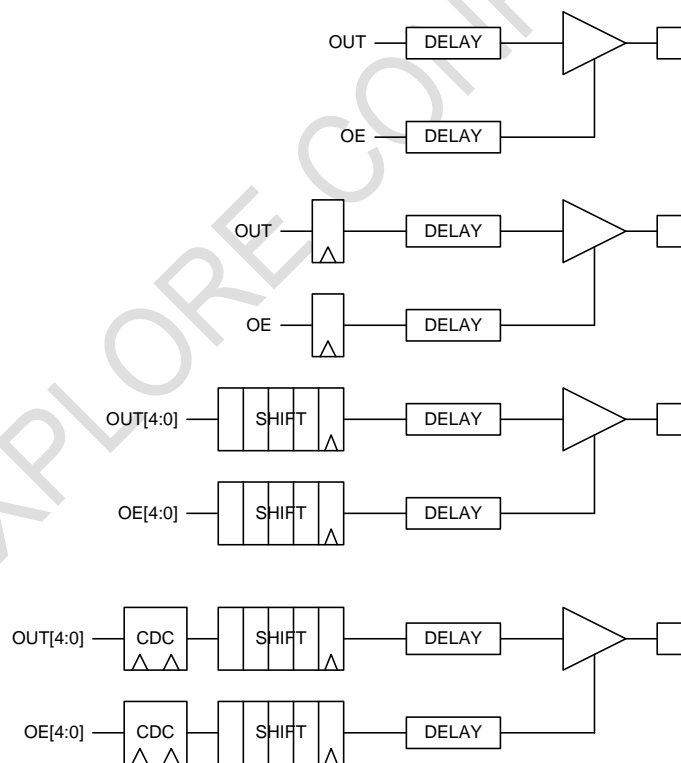 OUT DELAY
OE DELAY
OUT DELAY
OE DELAY
OUT[4:0] SHIFT DELAY
OE[4:0] SHIFT DELAY
OUT[4:0] CDC SHIFT DELAY
OE[4:0] CDC SHIFT DELAY